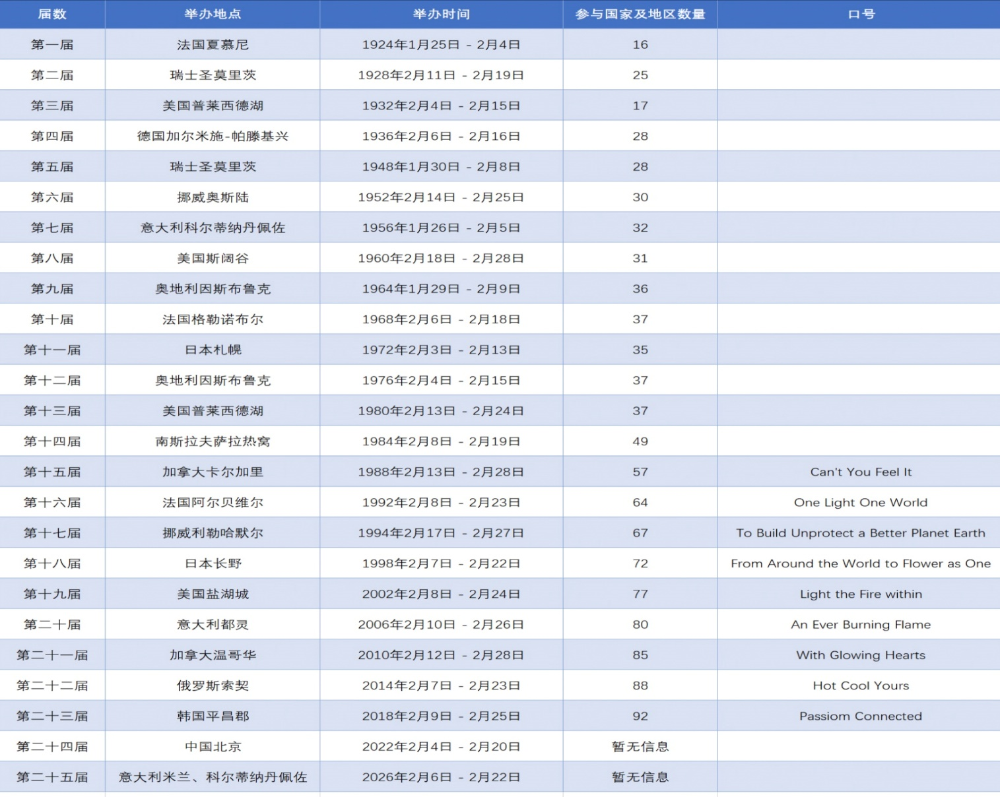 届数 举办地点 举办时间 参与国家及地区数量 口号
第一届 法国夏慕尼 1924年1月25日 - 2月4日 16
第二届 瑞士圣莫里茨 1928年2月11日 - 2月19日 25
第三届 美国普莱西德湖 1932年2月4日 - 2月15日 17
第四届 德国加尔米施-帕滕基兴 1936年2月6日 - 2月16日 28
第五届 瑞士圣莫里茨 1948年1月30日 - 2月8日 28
第六届 挪威奥斯陆 1952年2月14日 - 2月25日 30
第七届 意大利科尔蒂纳丹佩佐 1956年1月26日 - 2月5日 32
第八届 美国斯阔谷 1960年2月18日 - 2月28日 31
第九届 奥地利因斯布鲁克 1964年1月29日 - 2月9日 36
第十届 法国格勒诺布尔 1968年2月6日 - 2月18日 37
第十一届 日本札幌 1972年2月3日 - 2月13日 35
第十二届 奥地利因斯布鲁克 1976年2月4日 - 2月15日 37
第十三届 美国普莱西德湖 1980年2月13日 - 2月24日 37
第十四届 南斯拉夫萨拉热窝 1984年2月8日 - 2月19日 49
第十五届 加拿大卡尔加里 1988年2月13日 - 2月28日 57 Can't You Feel It
第十六届 法国阿尔贝维尔 1992年2月8日 - 2月23日 64 One Light One World
第十七届 挪威利勒哈默尔 1994年2月17日 - 2月27日 67 To Build Unprotect a Better Planet Earth
第十八届 日本长野 1998年2月7日 - 2月22日 72 From Around the World to Flower as One
第十九届 美国盐湖城 2002年2月8日 - 2月24日 77 Light the Fire within
第二十届 意大利都灵 2006年2月10日 - 2月26日 80 An Ever Burning Flame
第二十一届 加拿大温哥华 2010年2月12日 - 2月28日 85 With Glowing Hearts
第二十二届 俄罗斯索契 2014年2月7日 - 2月23日 88 Hot Cool Yours
第二十三届 韩国平昌郡 2018年2月9日 - 2月25日 92 Passiom Connected
第二十四届 中国北京 2022年2月4日 - 2月20日 暂无信息
第二十五届 意大利米兰、科尔蒂纳丹佩佐 2026年2月6日 - 2月22日 暂无信息